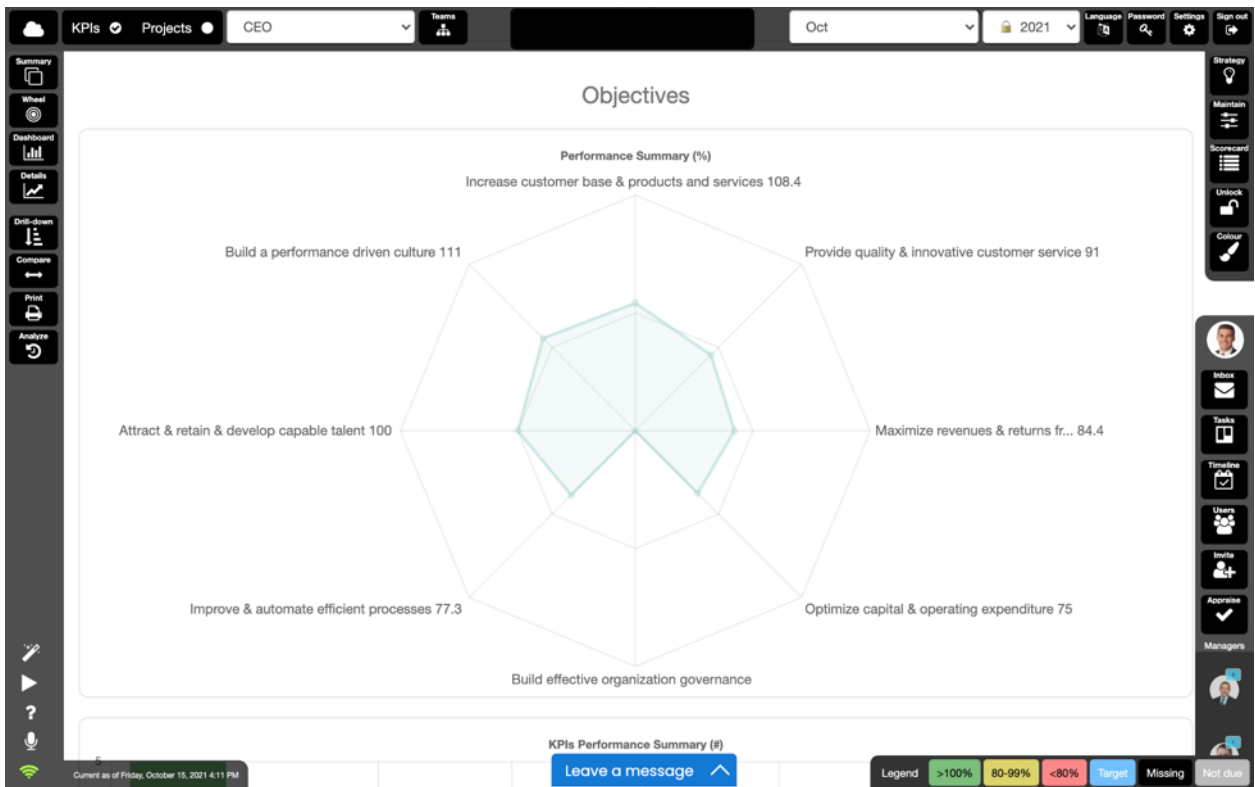 KPIs Projects CEO Teams Oct 2021 Language Password Settings Sign out
Summary
Wheel
Dashboard
Details
Drill-down
Compare
Print
Analyze
Objectives
Performance Summary (%)
Increase customer base & products and services 108.4
Build a performance driven culture 111
Provide quality & innovative customer service 91
Attract & retain & develop capable talent 100
Maximize revenues & returns fr... 84.4
Improve & automate efficient processes 77.3
Optimize capital & operating expenditure 75
Build effective organization governance
KPIs Performance Summary (#)
5
Strategy
Maintain
Scorecard
Unlock
Colour
Inbox
Tasks
Timeline
Users
Invite
Appraise
Managers
?
Current as of Friday, October 15, 2021 4:11 PM
Leave a message
Legend >100% 80-99% <80% Target Missing Not due